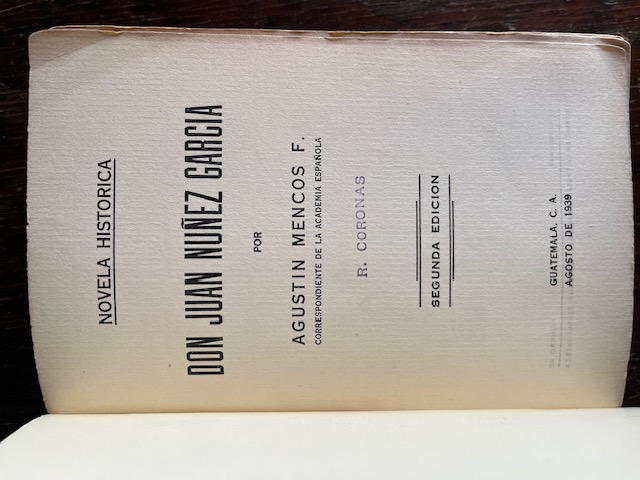 NOVELA HISTORICA
DON JUAN NUÑEZ GARCIA
POR
AGUSTIN MENCOS F.
CORRESPONDIENTE DE LA ACADEMIA ESPAÑOLA
R. CORONAS
SEGUNDA EDICION
GUATEMALA, C. A.
AGOSTO DE 1939